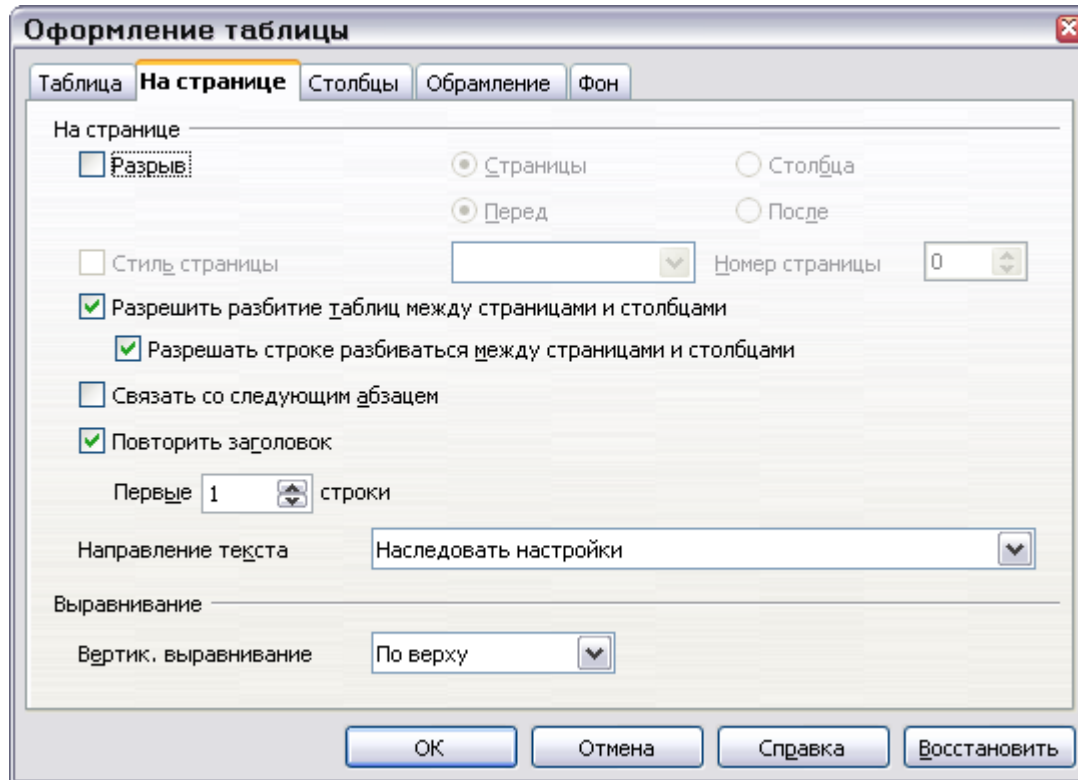 Оформление таблицы
Таблица На странице Столбцы Обрамление Фон
На странице
Разрыв Страницы Столбца
Перед После
Стиль страницы Номер страницы 0
Разрешить разбитие таблиц между страницами и столбцами
Разрешать строке разбиваться между страницами и столбцами
Связать со следующим абзацем
Повторить заголовок
Первые 1 строки
Направление текста Наследовать настройки
Выравнивание
Вертик. выравнивание По верху
ОК Отмена Справка Восстановить